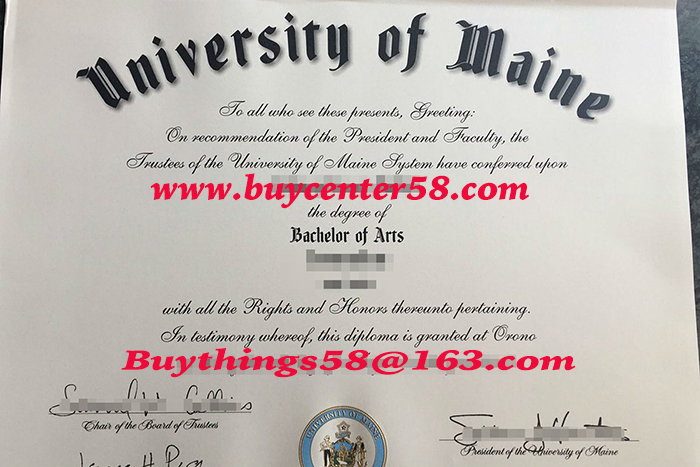 University of Maine
To all who see these presents, Greeting:
On recommendation of the President and Faculty, the
Trustees of the University of Maine System have conferred upon
www.buycenter58.com
the degree of
Bachelor of Arts
with all the Rights and Honors thereunto pertaining.
In testimony whereof, this diploma is granted at Orono
Buythings58@163.com
Chair of the Board of Trustees
UNIVERSITY OF MAINE
President of the University of Maine